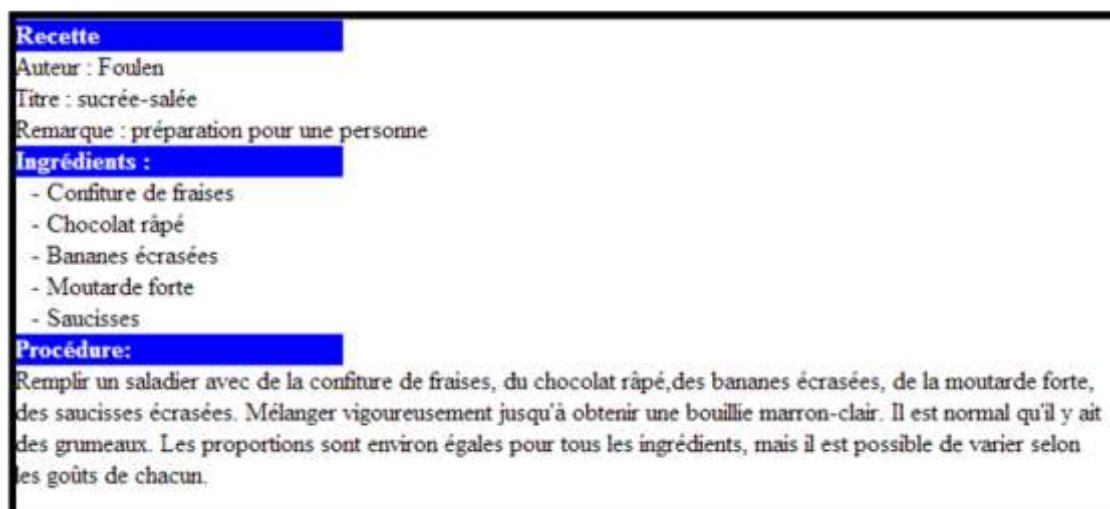 Recette
Auteur : Foulen
Titre : sucrée-salée
Remarque : préparation pour une personne
Ingrédients :
- Confiture de fraises
- Chocolat râpé
- Bananes écrasées
- Moutarde forte
- Saucisses
Procédure:
Remplir un saladier avec de la confiture de fraises, du chocolat râpé,des bananes écrasées, de la moutarde forte,
des saucisses écrasées. Mélanger vigoureusement jusqu'à obtenir une bouillie marron-clair. Il est normal qu'il y ait
des grumeaux. Les proportions sont environ égales pour tous les ingrédients, mais il est possible de varier selon
les goûts de chacun.